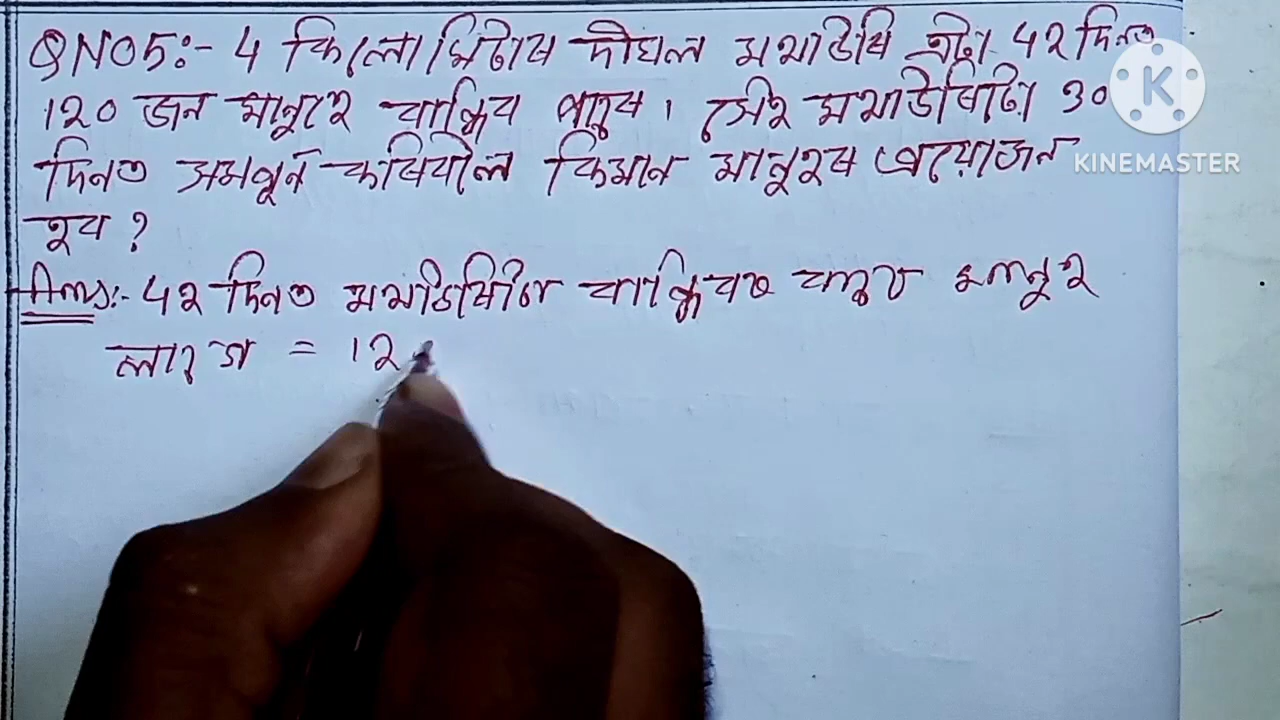 QNO5:- 4 কিলোমিটাৰ দীঘল মথাউৰি এটা 42 দিনত
120 জন মানুহে বান্ধিব পাৰে। সেই মথাউৰিটো 30
দিনত সম্পূৰ্ন কৰিবলৈ কিমান মানুহৰ প্ৰয়োজন
হব ?
Ans:- 42 দিনত মথাউৰিটো মানুহ
লাগে = 12
KINEMASTER